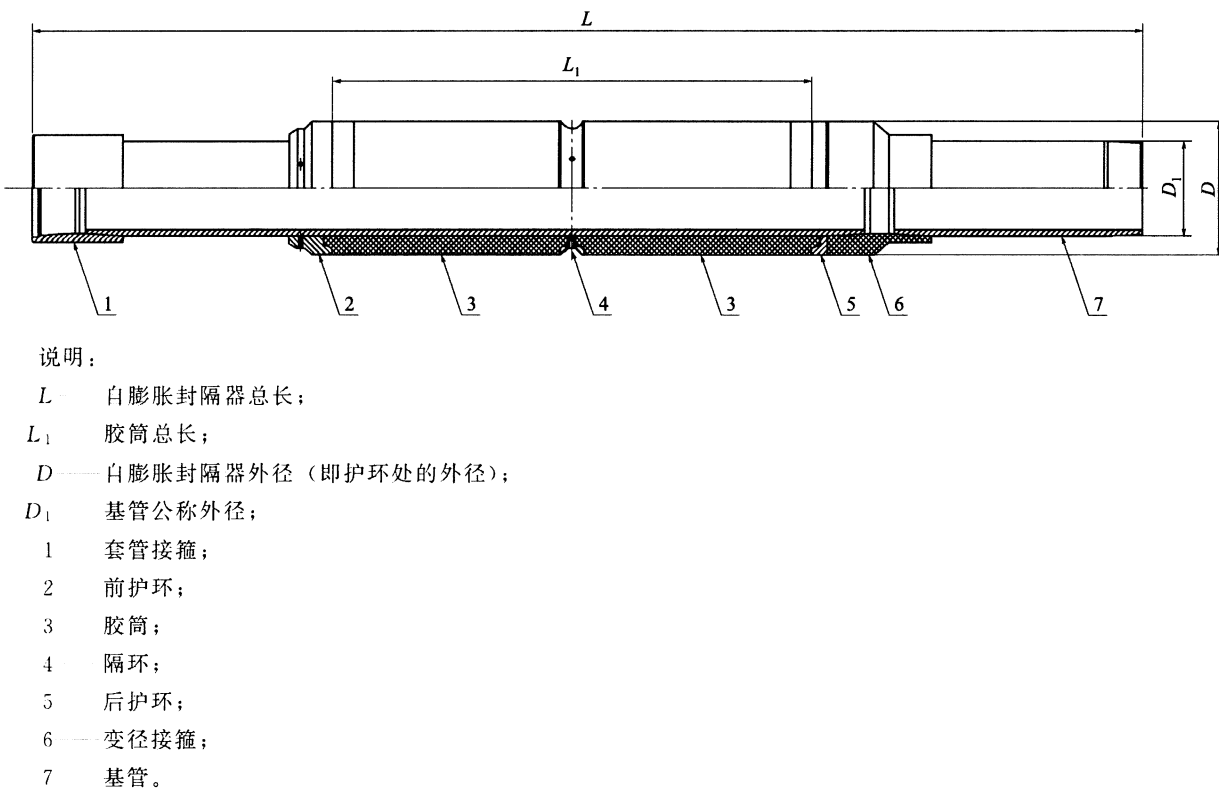 L
L₁
D₁
D
1
2
3
4
3
5
6
7
说明：
L — 自膨胀封隔器总长；
L₁ 胶筒总长；
D —— 自膨胀封隔器外径（即护环处的外径）；
D₁ 基管公称外径；
1 套管接箍；
2 前护环；
3 胶筒；
4 — 隔环；
5 后护环；
6 —— 变径接箍；
7 基管。